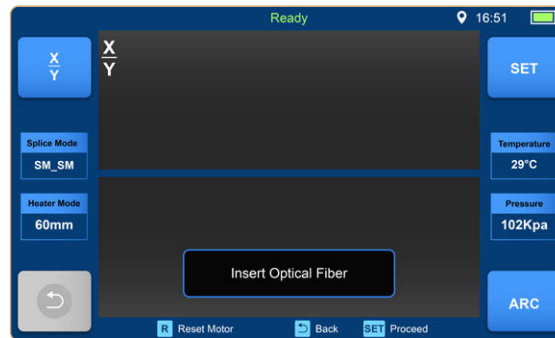 Ready
16:51
X
Y
X
Y
SET
Splice Mode
SM_SM
Temperature
29°C
Heater Mode
60mm
Pressure
102Kpa
Insert Optical Fiber
ARC
R Reset Motor
Back
SET Proceed